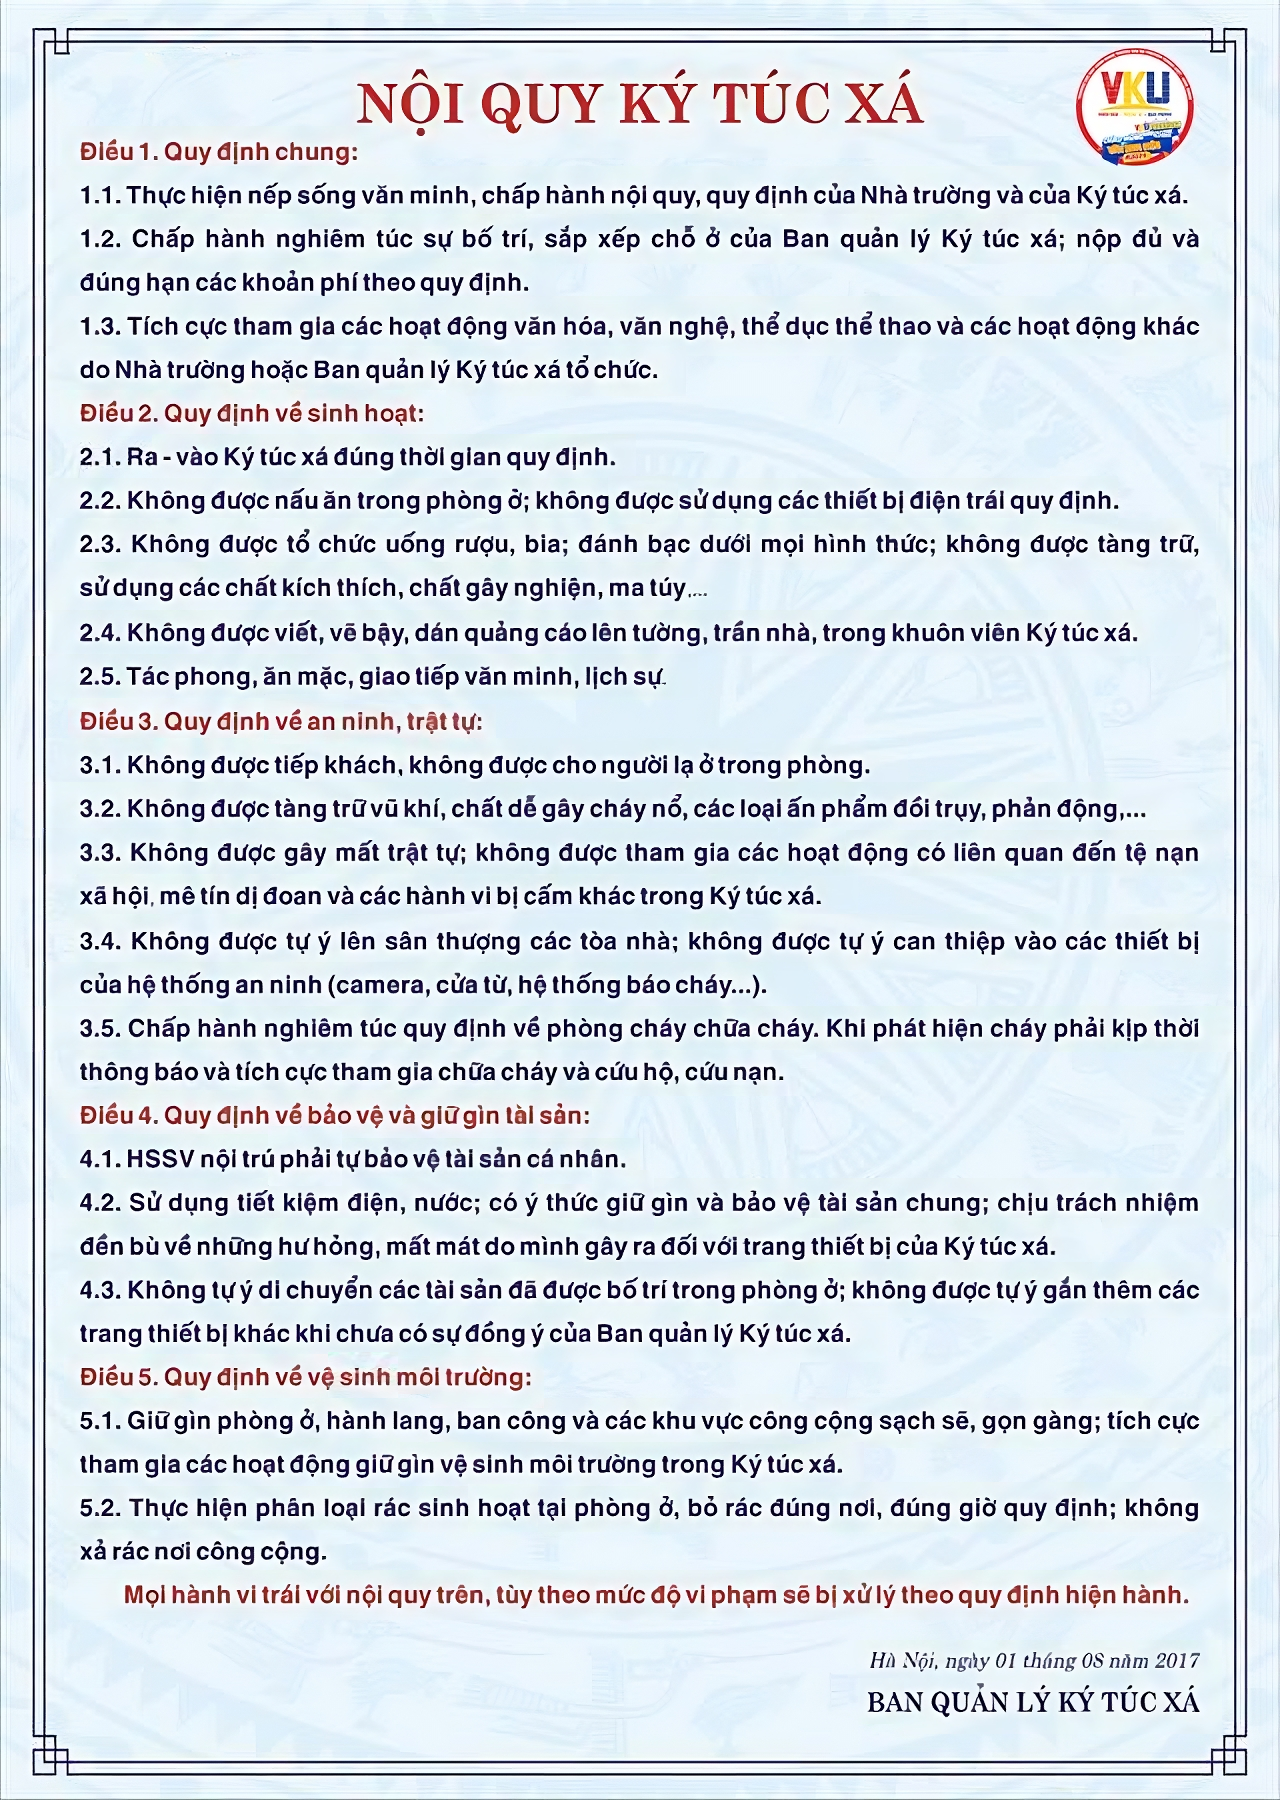 NỘI QUY KÝ TÚC XÁ
VKU
Điều 1. Quy định chung:
1.1. Thực hiện nếp sống văn minh, chấp hành nội quy, quy định của Nhà trường và của Ký túc xá.
1.2. Chấp hành nghiêm túc sự bố trí, sắp xếp chỗ ở của Ban quản lý Ký túc xá; nộp đủ và
đúng hạn các khoản phí theo quy định.
1.3. Tích cực tham gia các hoạt động văn hóa, văn nghệ, thể dục thể thao và các hoạt động khác
do Nhà trường hoặc Ban quản lý Ký túc xá tổ chức.
Điều 2. Quy định về sinh hoạt:
2.1. Ra - vào Ký túc xá đúng thời gian quy định.
2.2. Không được nấu ăn trong phòng ở; không được sử dụng các thiết bị điện trái quy định.
2.3. Không được tổ chức uống rượu, bia; đánh bạc dưới mọi hình thức; không được tàng trữ,
sử dụng các chất kích thích, chất gây nghiện, ma túy,...
2.4. Không được viết, vẽ bậy, dán quảng cáo lên tường, trần nhà, trong khuôn viên Ký túc xá.
2.5. Tác phong, ăn mặc, giao tiếp văn minh, lịch sự.
Điều 3. Quy định về an ninh, trật tự:
3.1. Không được tiếp khách, không được cho người lạ ở trong phòng.
3.2. Không được tàng trữ vũ khí, chất dễ gây cháy nổ, các loại ấn phẩm đồi trụy, phản động,...
3.3. Không được gây mất trật tự; không được tham gia các hoạt động có liên quan đến tệ nạn
xã hội, mê tín dị đoan và các hành vi bị cấm khác trong Ký túc xá.
3.4. Không được tự ý lên sân thượng các tòa nhà; không được tự ý can thiệp vào các thiết bị
của hệ thống an ninh (camera, cửa từ, hệ thống báo cháy...).
3.5. Chấp hành nghiêm túc quy định về phòng cháy chữa cháy. Khi phát hiện cháy phải kịp thời
thông báo và tích cực tham gia chữa cháy và cứu hộ, cứu nạn.
Điều 4. Quy định về bảo vệ và giữ gìn tài sản:
4.1. HSSV nội trú phải tự bảo vệ tài sản cá nhân.
4.2. Sử dụng tiết kiệm điện, nước; có ý thức giữ gìn và bảo vệ tài sản chung; chịu trách nhiệm
đền bù về những hư hỏng, mất mát do mình gây ra đối với trang thiết bị của Ký túc xá.
4.3. Không tự ý di chuyển các tài sản đã được bố trí trong phòng ở; không được tự ý gắn thêm các
trang thiết bị khác khi chưa có sự đồng ý của Ban quản lý Ký túc xá.
Điều 5. Quy định về vệ sinh môi trường:
5.1. Giữ gìn phòng ở, hành lang, ban công và các khu vực công cộng sạch sẽ, gọn gàng; tích cực
tham gia các hoạt động giữ gìn vệ sinh môi trường trong Ký túc xá.
5.2. Thực hiện phân loại rác sinh hoạt tại phòng ở, bỏ rác đúng nơi, đúng giờ quy định; không
xả rác nơi công cộng.
Mọi hành vi trái với nội quy trên, tùy theo mức độ vi phạm sẽ bị xử lý theo quy định hiện hành.
Hà Nội, ngày 01 tháng 08 năm 2017
BAN QUẢN LÝ KÝ TÚC XÁ